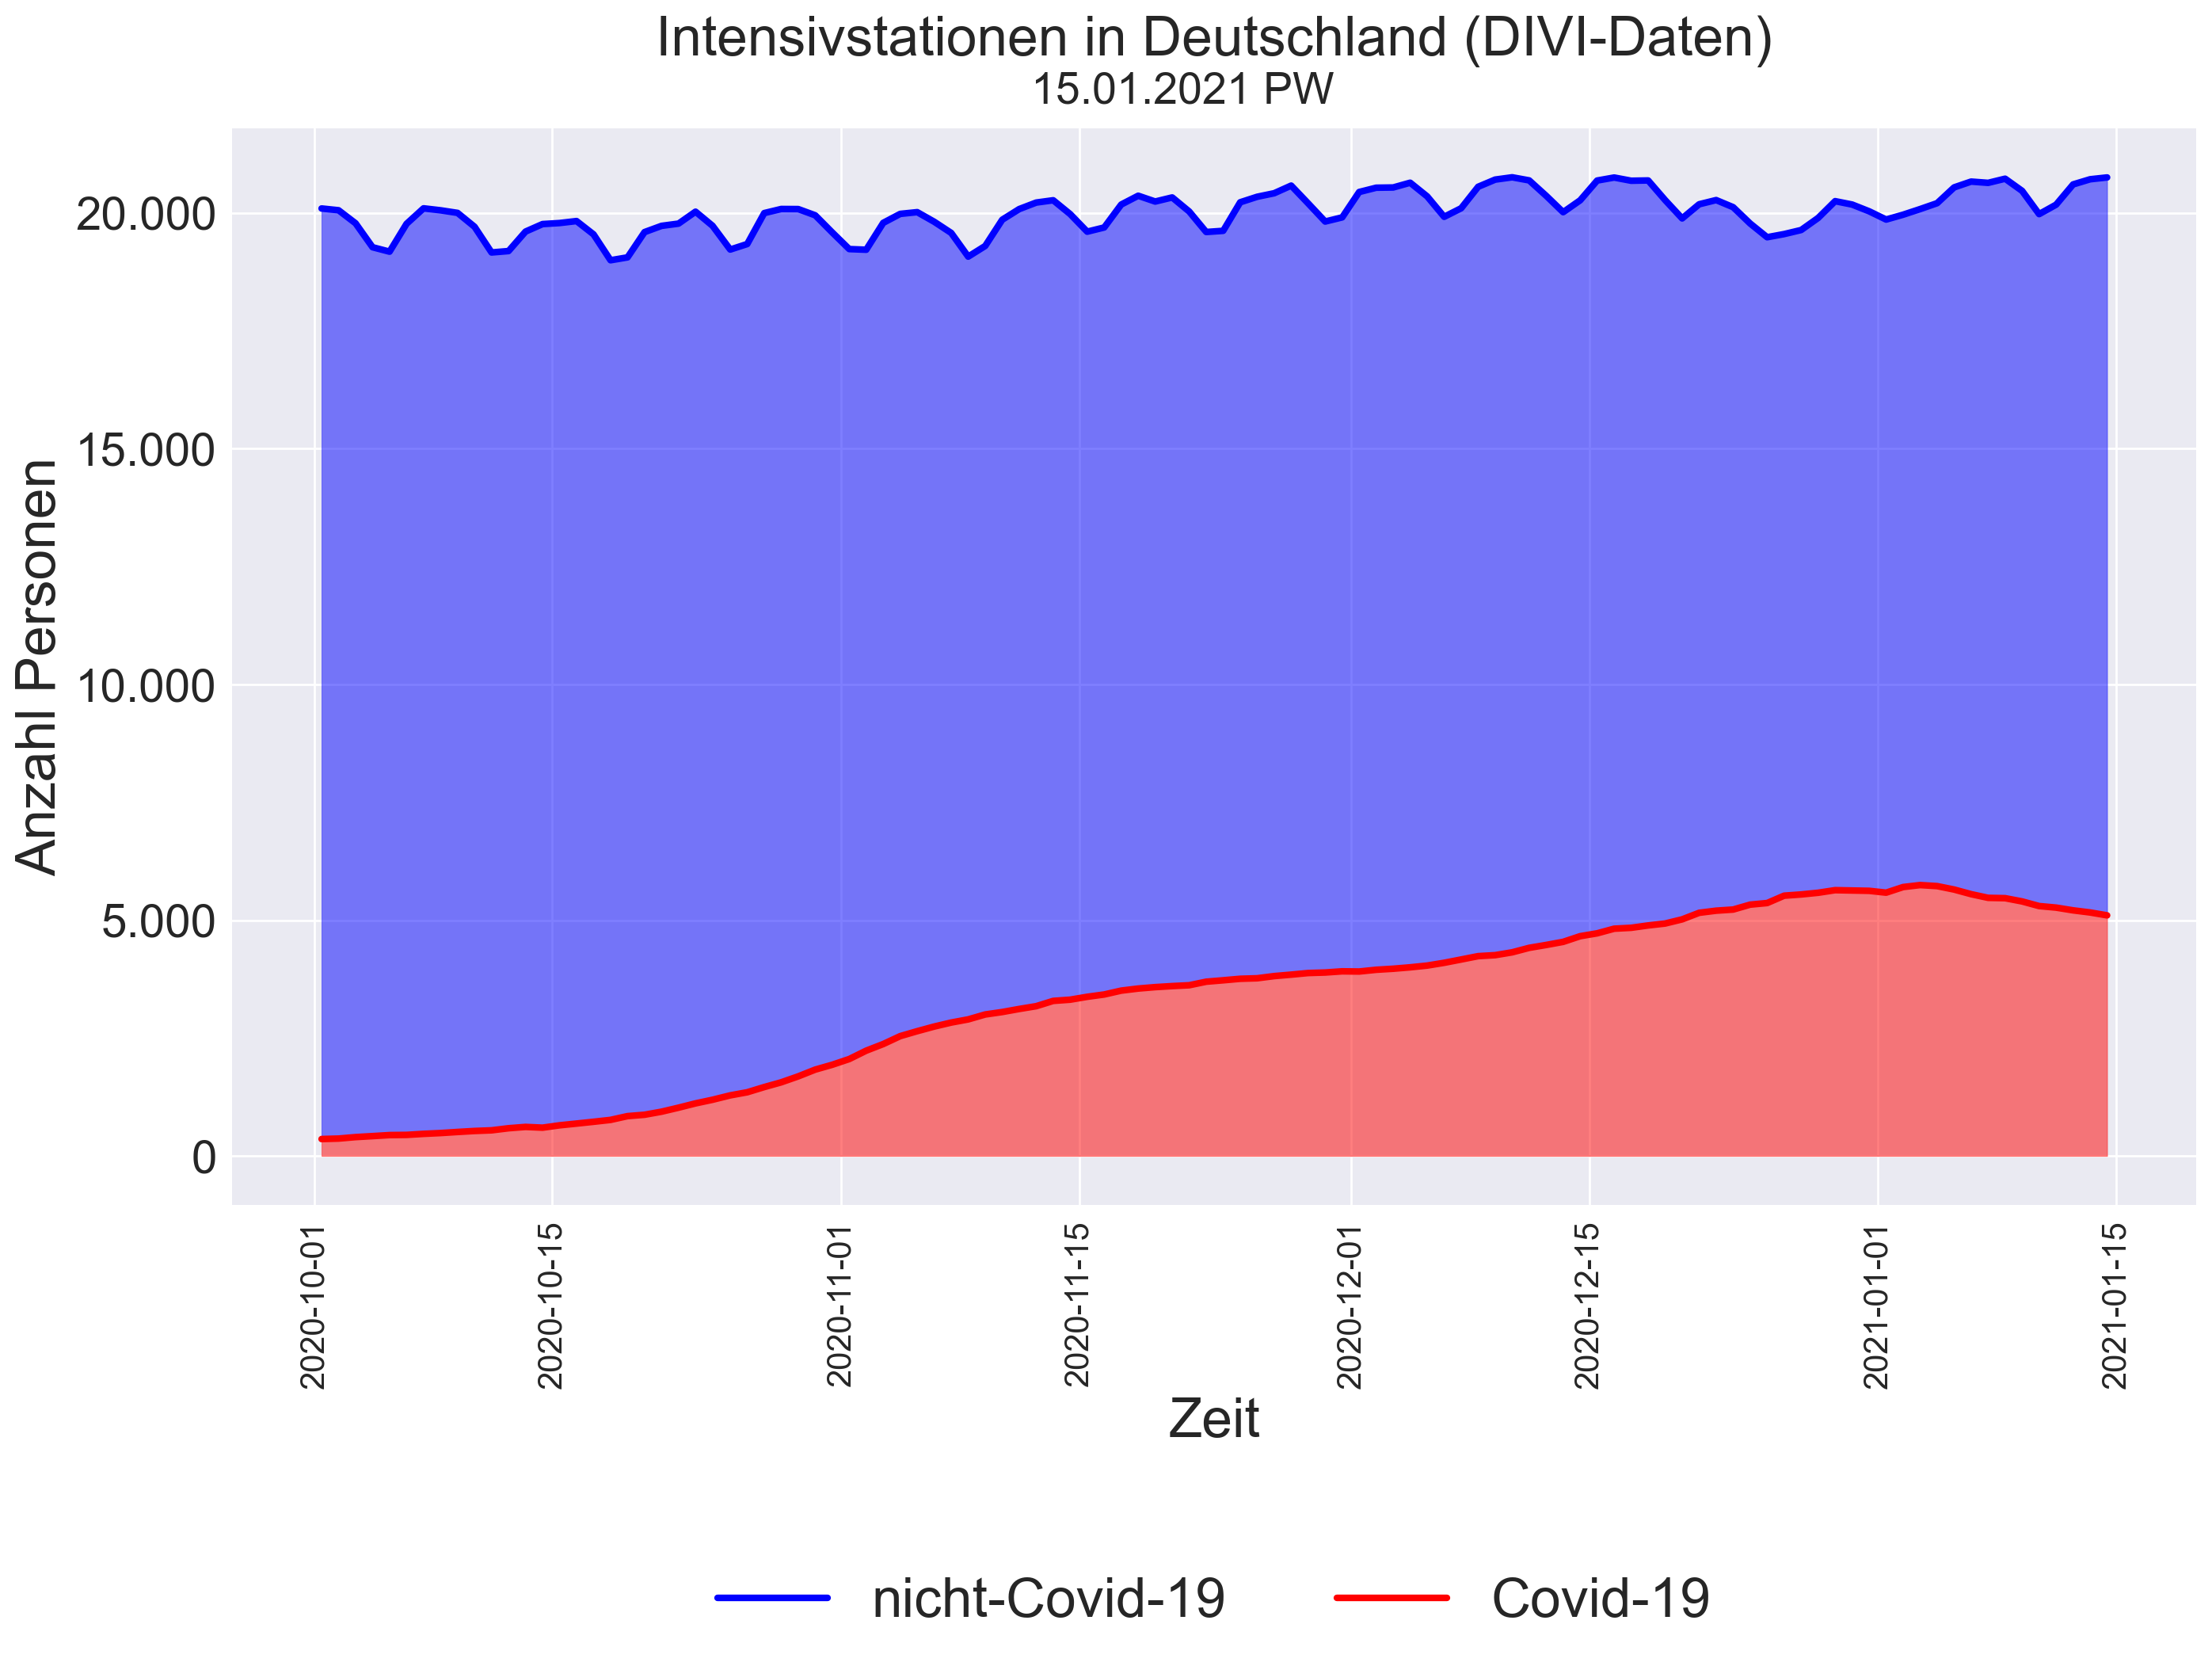 Intensivstationen in Deutschland (DIVI-Daten)
15.01.2021 PW
Anzahl Personen
20.000
15.000
10.000
5.000
0
2020-10-01
2020-10-15
2020-11-01
2020-11-15
2020-12-01
2020-12-15
2021-01-01
2021-01-15
Zeit
nicht-Covid-19
Covid-19